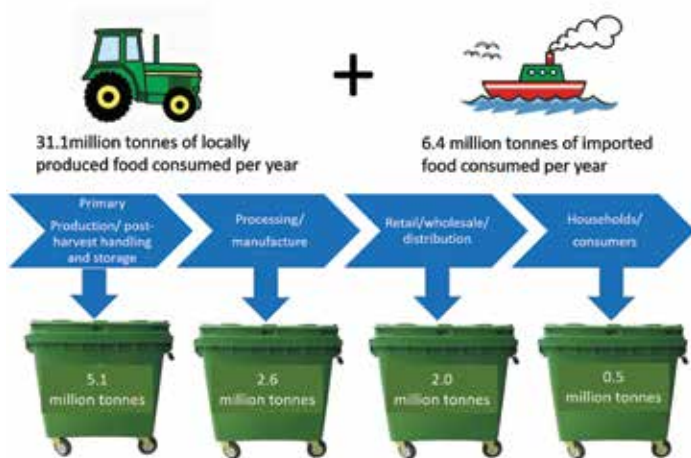 31.1million tonnes of locally
produced food consumed per year
6.4 million tonnes of imported
food consumed per year
Primary
Production/ post-
harvest handling
and storage
Processing/
manufacture
Retail/wholesale/
distribution
Households/
consumers
5.1
million tonnes
2.6
million tonnes
2.0
million tonnes
0.5
million tonnes